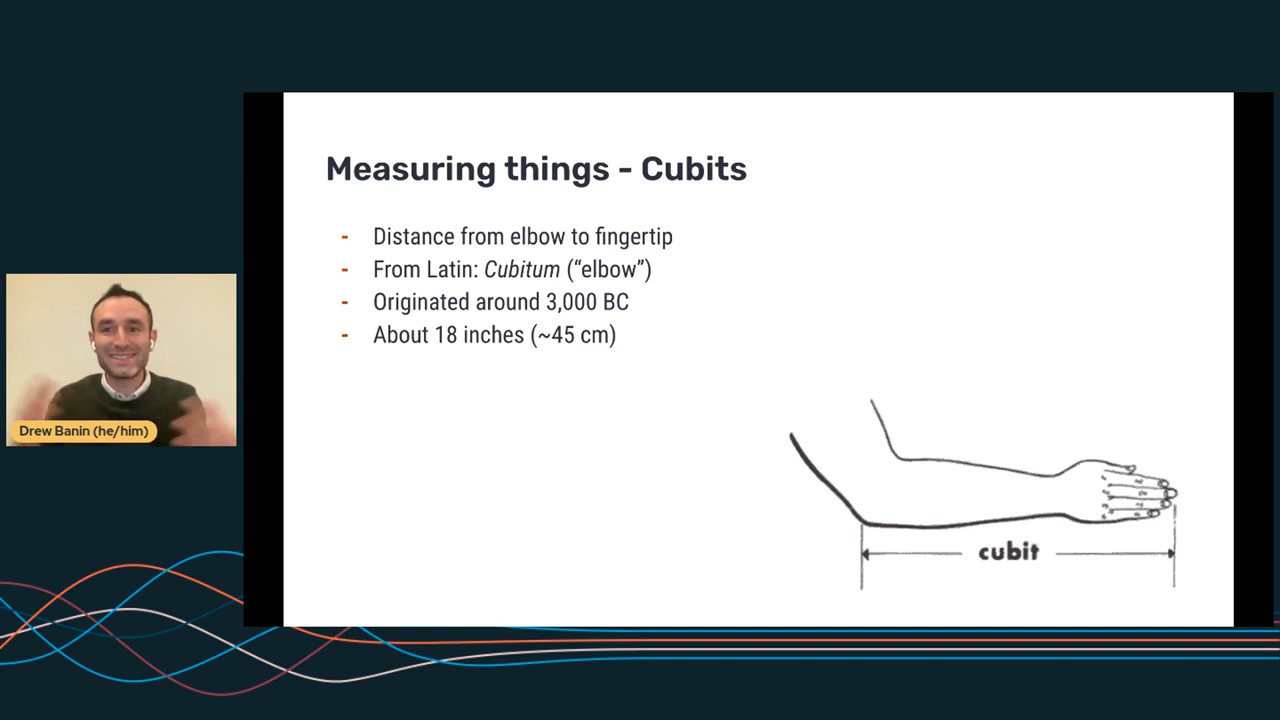 Measuring things - Cubits
- Distance from elbow to fingertip
- From Latin: Cubitum (“elbow”)
- Originated around 3,000 BC
- About 18 inches (~45 cm)
Drew Banin (he/him)
cubit